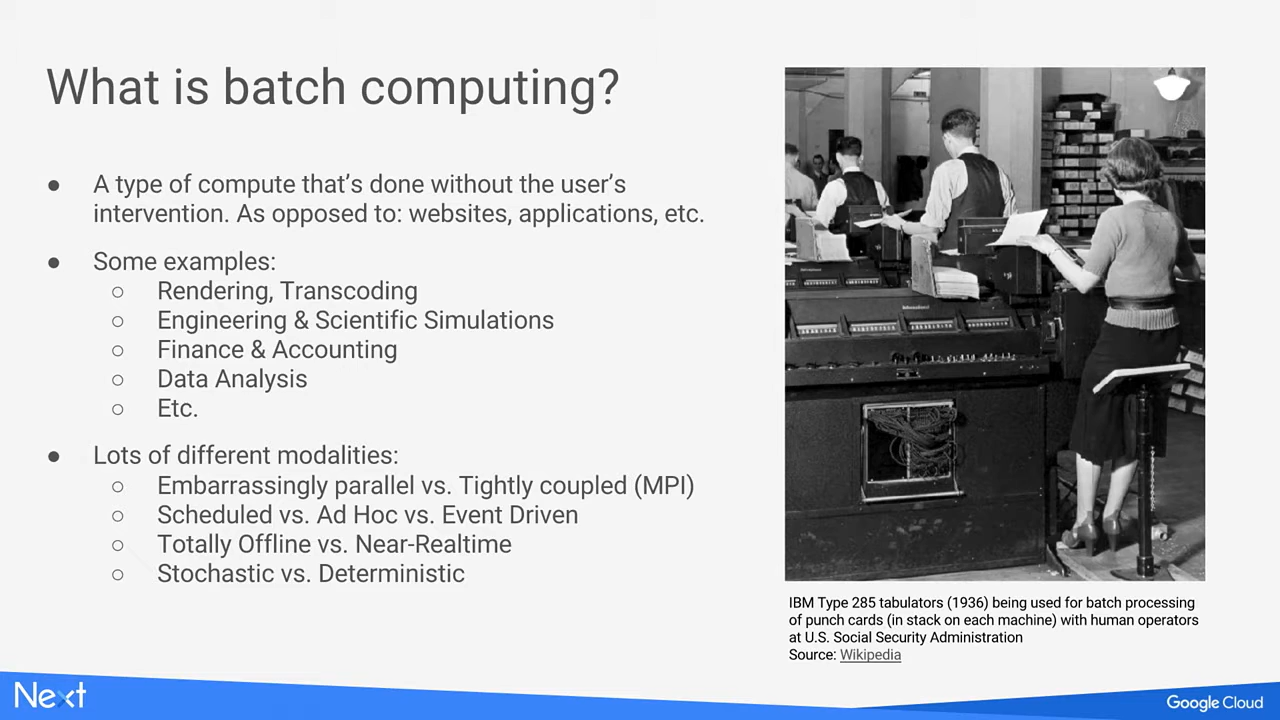 What is batch computing?
● A type of compute that’s done without the user’s
intervention. As opposed to: websites, applications, etc.
● Some examples:
○ Rendering, Transcoding
○ Engineering & Scientific Simulations
○ Finance & Accounting
○ Data Analysis
○ Etc.
● Lots of different modalities:
○ Embarrassingly parallel vs. Tightly coupled (MPI)
○ Scheduled vs. Ad Hoc vs. Event Driven
○ Totally Offline vs. Near-Realtime
○ Stochastic vs. Deterministic
IBM Type 285 tabulators (1936) being used for batch processing
of punch cards (in stack on each machine) with human operators
at U.S. Social Security Administration
Source: Wikipedia
Next
Google Cloud